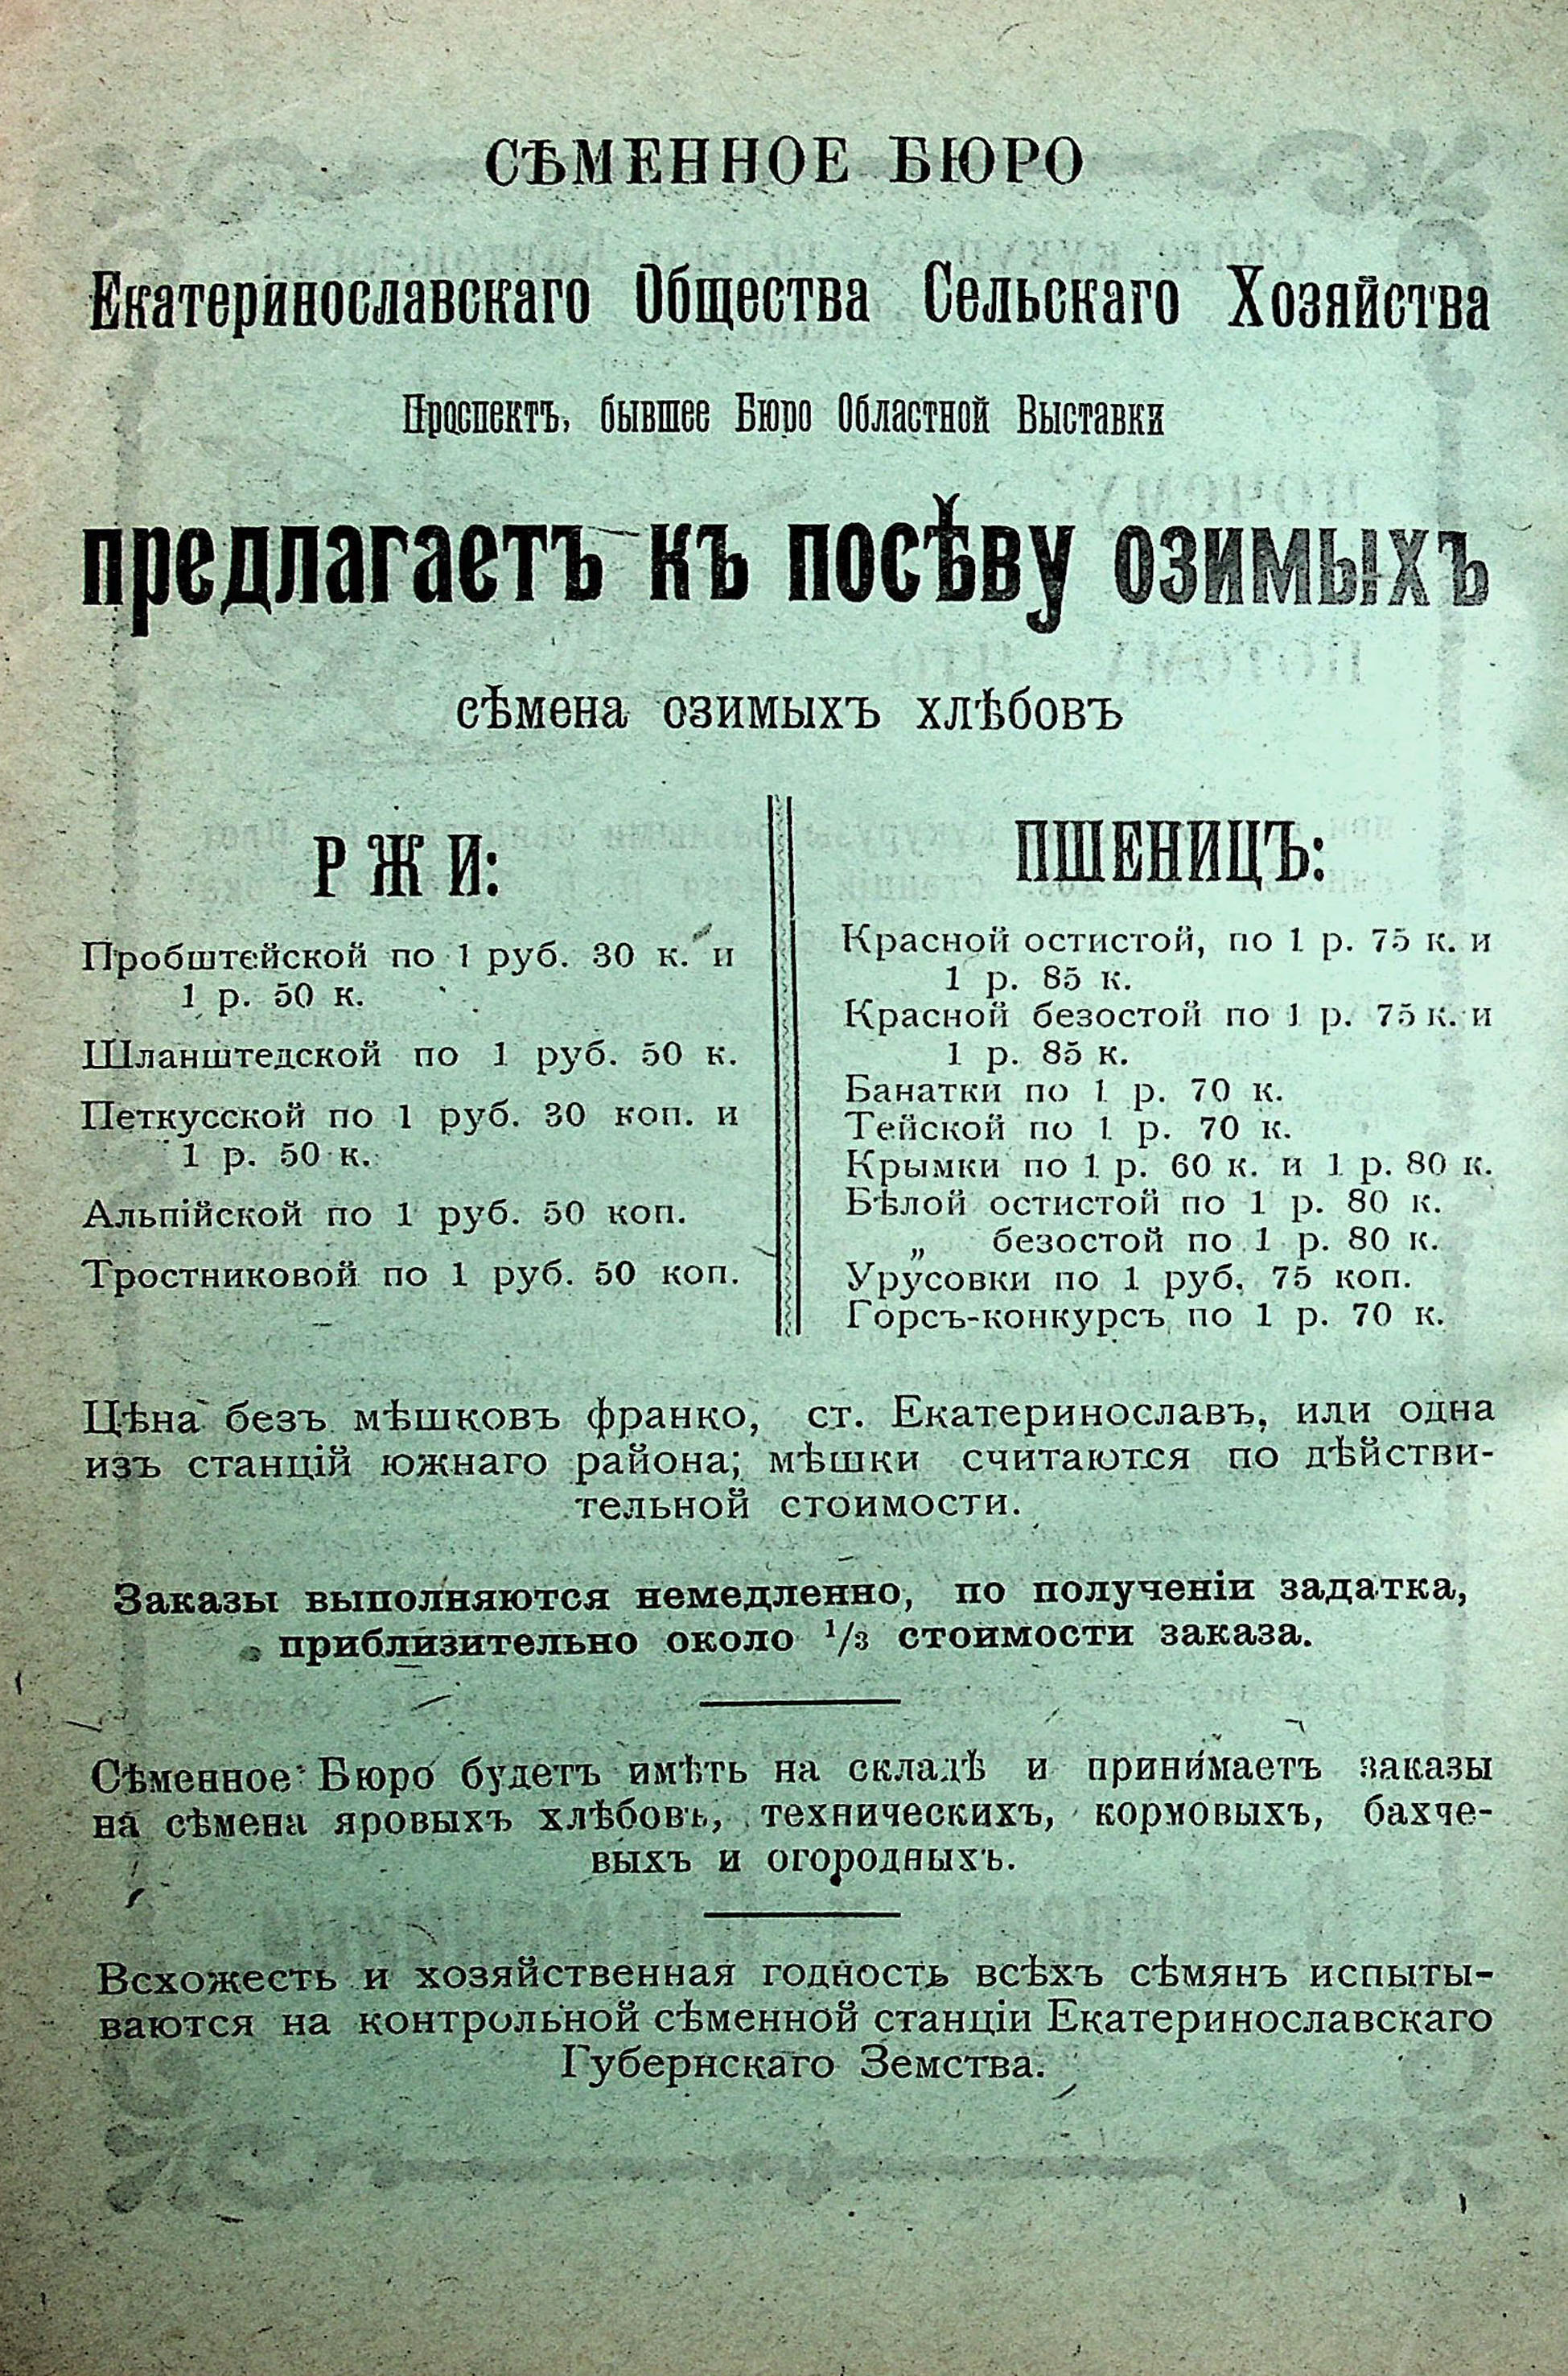 СѢМЕННОЕ БЮРО
Екатеринославскаго Общества Сельскаго Хозяйства
Проспектъ, бывшее Бюро Областной Выставки
предлагаетъ къ посѣву озимыхъ
сѣмена озимыхъ хлѣбовъ
РЖИ:
Пробштейской по 1 руб. 30 к. и
1 р. 50 к.
Шланштедской по 1 руб. 50 к.
Петкусской по 1 руб. 30 коп. и
1 р. 50 к.
Альпійской по 1 руб. 50 коп.
Тростниковой по 1 руб. 50 коп.
ПШЕНИЦЪ:
Красной остистой, по 1 р. 75 к. и
1 р. 85 к.
Красной безостой по 1 р. 75 к. и
1 р. 85 к.
Банатки по 1 р. 70 к.
Тейской по 1 р. 70 к.
Крымки по 1 р. 60 к. и 1 р. 80 к.
Бѣлой остистой по 1 р. 80 к.
„ безостой по 1 р. 80 к.
Урусовки по 1 руб. 75 коп.
Горсъ-конкурсъ по 1 р. 70 к.
Цѣна безъ мѣшковъ франко, ст. Екатеринославъ, или одна
изъ станцій южнаго района; мѣшки считаются по дѣйстви-
тельной стоимости.
Заказы выполняются немедленно, по полученіи задатка,
приблизительно около 1/3 стоимости заказа.
Сѣменное Бюро будетъ имѣть на складѣ и принимаетъ заказы
на сѣмена яровыхъ хлѣбовъ, техническихъ, кормовыхъ, бахче-
выхъ и огородныхъ.
Всхожесть и хозяйственная годность всѣхъ сѣмянъ испыты-
ваются на контрольной сѣменной станціи Екатеринославскаго
Губернскаго Земства.